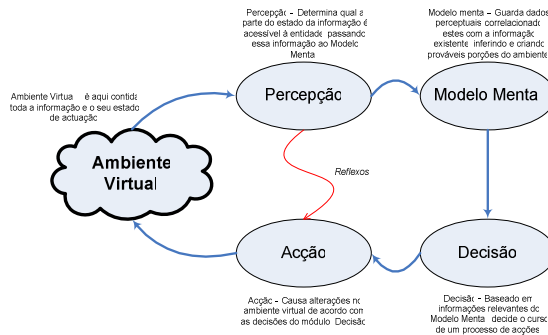 Percepção - Determina qual a
parte do estado da informação é
acessível à entidade passando
essa informação ao Modelo
Menta
Modelo menta - Guarda dados
perceptuais correlacionado
estes com a informação
existente inferindo e criando
prováveis porções do ambiente
Ambiente Virtua é aqui contida
toda a informação e o seu estado
de actuação
Percepção
Modelo Menta
Ambiente
Virtual
Reflexos
Acção
Decisão
Acção - Causa alterações no
ambiente virtual de acordo com
as decisões do módulo Decisão
Decisão - Baseado em
informações relevantes do
Modelo Menta decide o curso
de um processo de acções